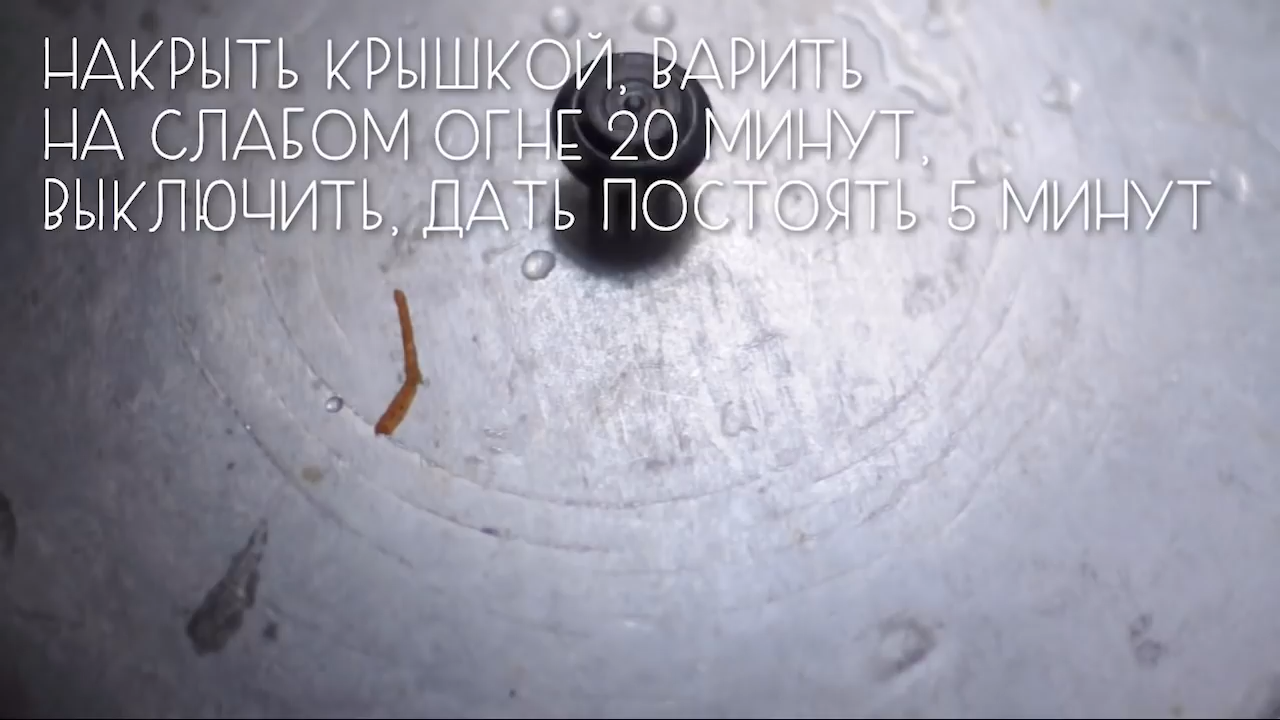 НАКРЫТЬ КРЫШКОЙ, ВАРИТЬ
НА СЛАБОМ ОГНЕ 20 МИНУТ,
ВЫКЛЮЧИТЬ, ДАТЬ ПОСТОЯТЬ 5 МИНУТ